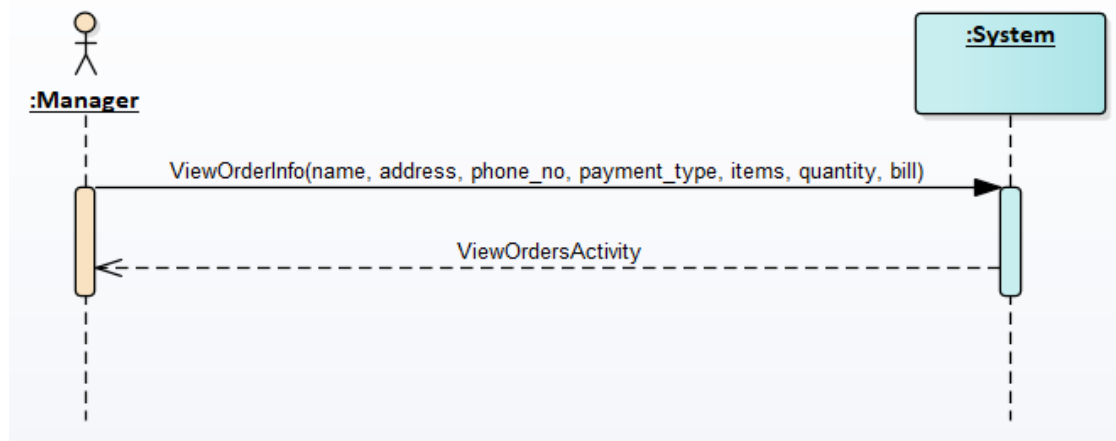 :System
:Manager
ViewOrderInfo(name, address, phone_no, payment_type, items, quantity, bill)
ViewOrdersActivity